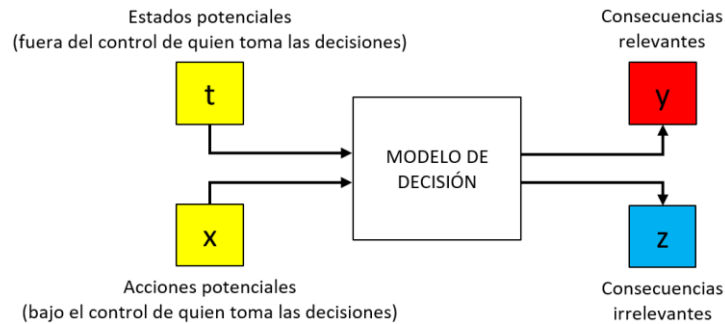 Estados potenciales
(fuera del control de quien toma las decisiones)
t
Consecuencias
relevantes
y
MODELO DE
DECISIÓN
x
Acciones potenciales
(bajo el control de quien toma las decisiones)
z
Consecuencias
irrelevantes